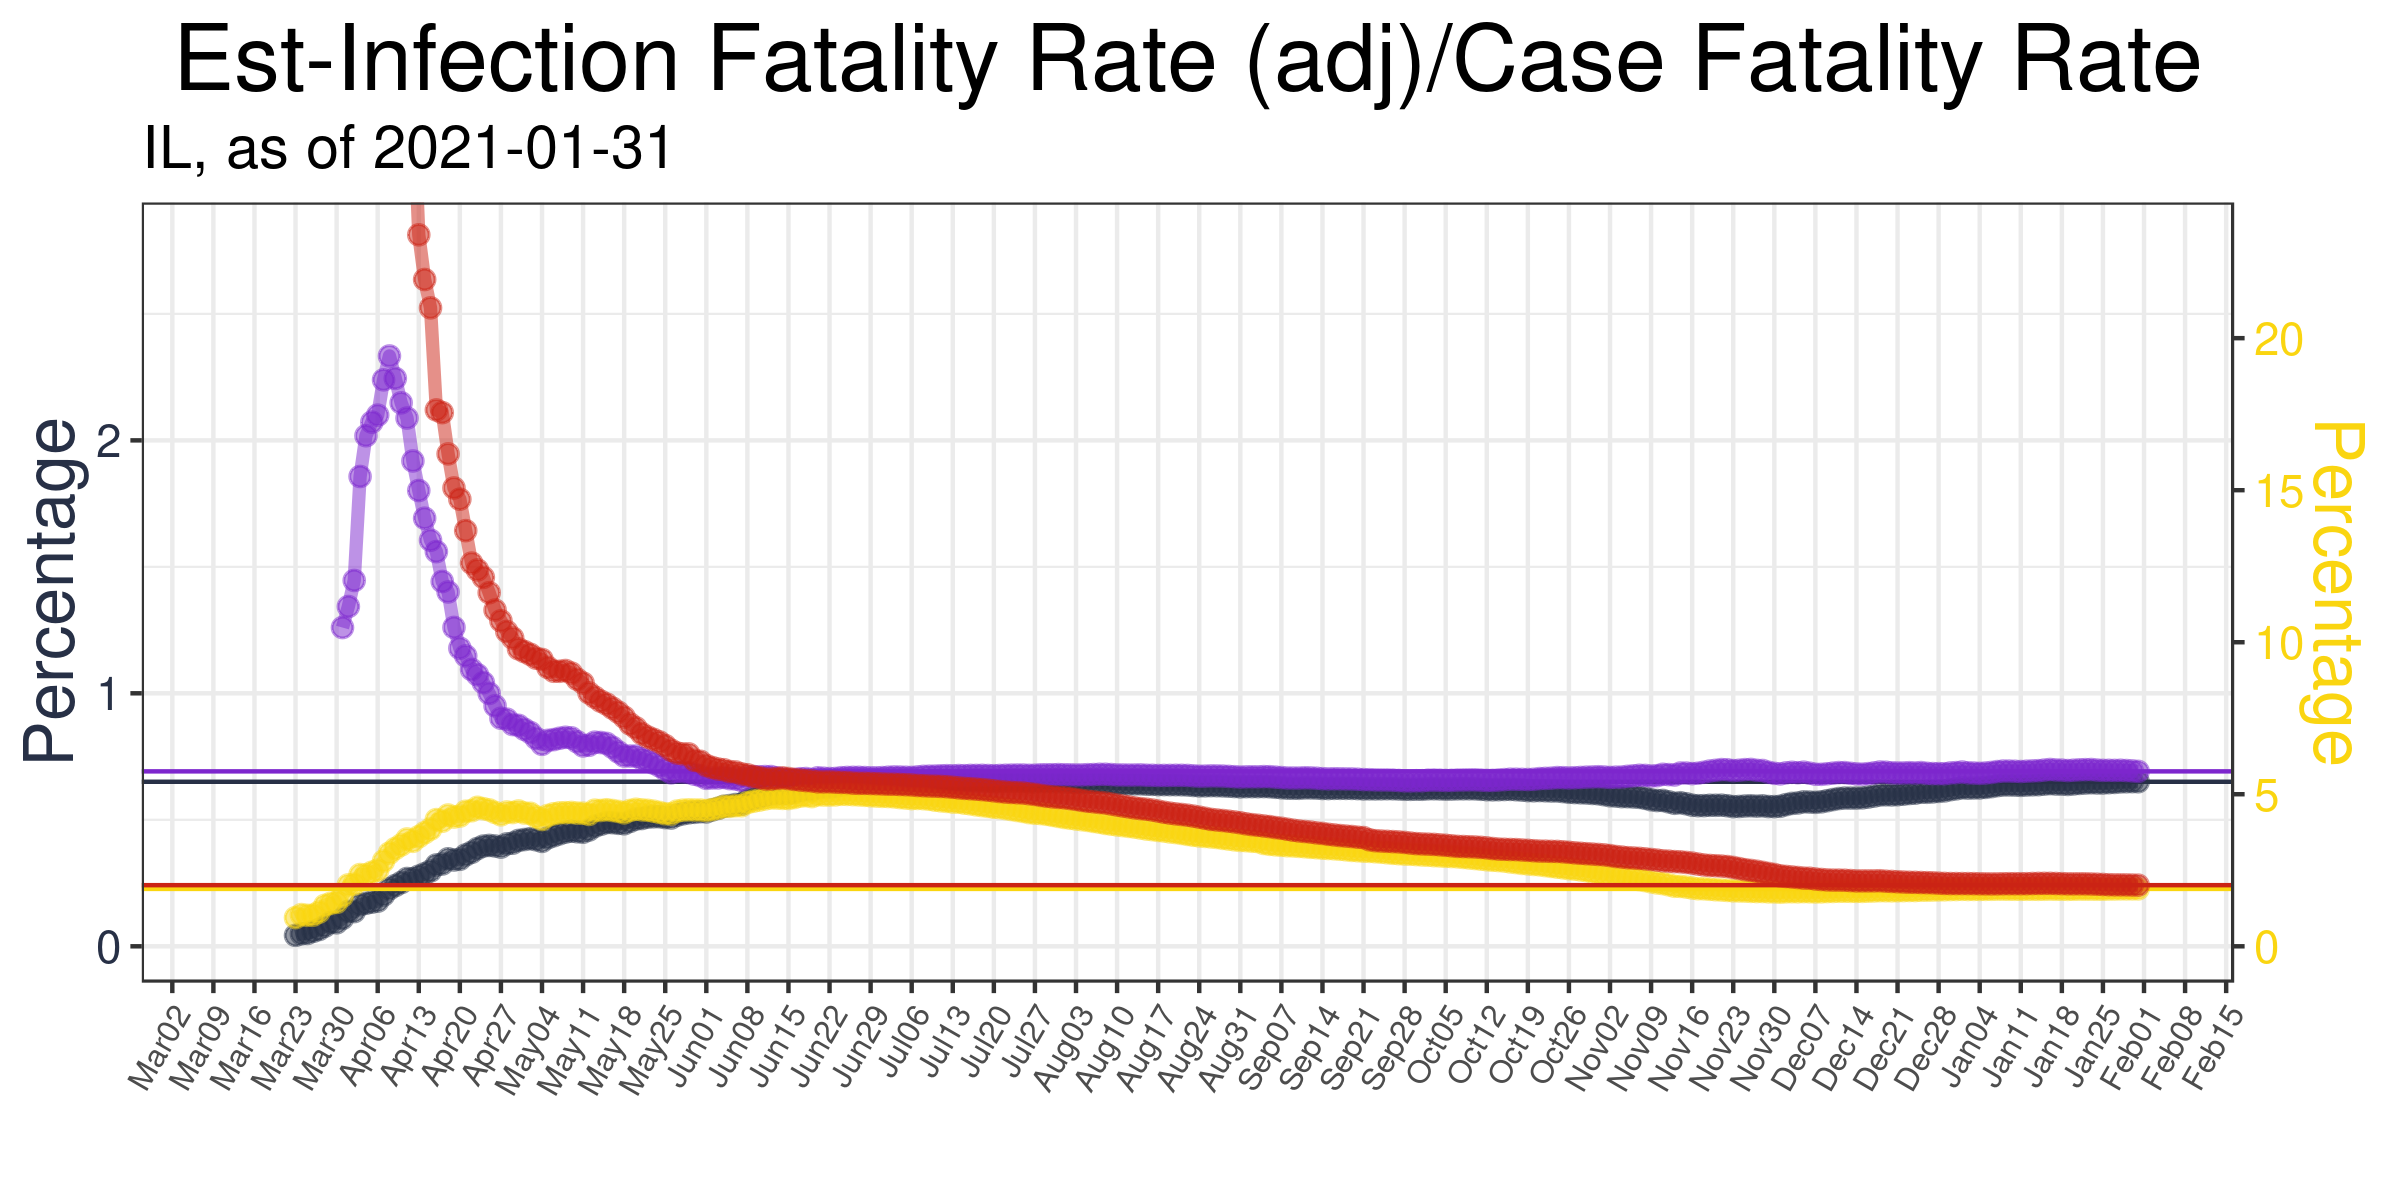 Est-Infection Fatality Rate (adj)/Case Fatality Rate
IL, as of 2021-01-31
Percentage
2
1
0
20
15
10
5
0
Percentage
Mar02 Mar09 Mar16 Mar23 Mar30 Apr06 Apr13 Apr20 Apr27 May04 May11 May18 May25 Jun01 Jun08 Jun15 Jun22 Jun29 Jul06 Jul13 Jul20 Jul27 Aug03 Aug10 Aug17 Aug24 Aug31 Sep07 Sep14 Sep21 Sep28 Oct05 Oct12 Oct19 Oct26 Nov02 Nov09 Nov16 Nov23 Nov30 Dec07 Dec14 Dec21 Dec28 Jan04 Jan11 Jan18 Jan25 Feb01 Feb08 Feb15